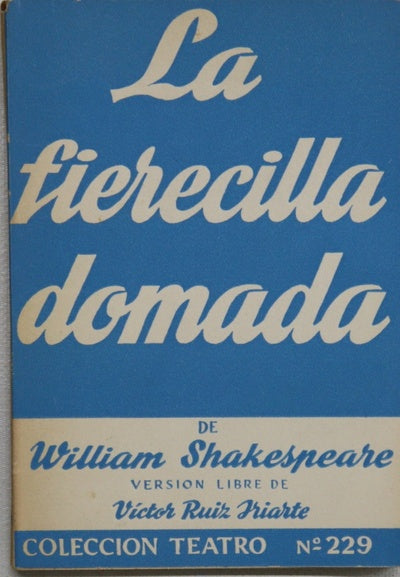 La
fierecilla
domada
DE
William Shakespeare
VERSION LIBRE DE
Víctor Ruiz Iriarte
COLECCION TEATRO Nº 229